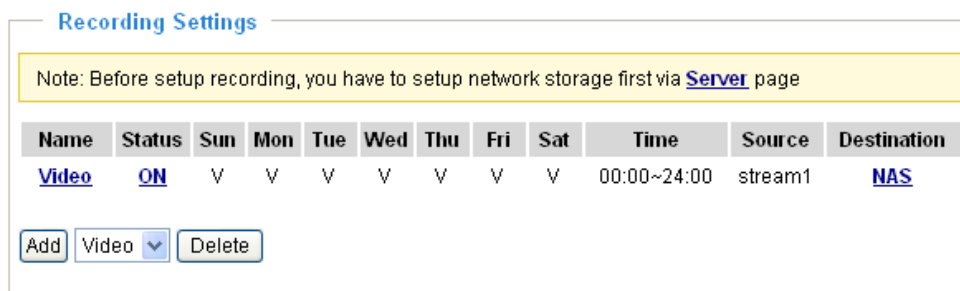 Recording Settings
Note: Before setup recording, you have to setup network storage first via Server page
Name Status Sun Mon Tue Wed Thu Fri Sat Time Source Destination
Video ON V V V V V V V 00:00~24:00 stream1 NAS
Add Video Delete